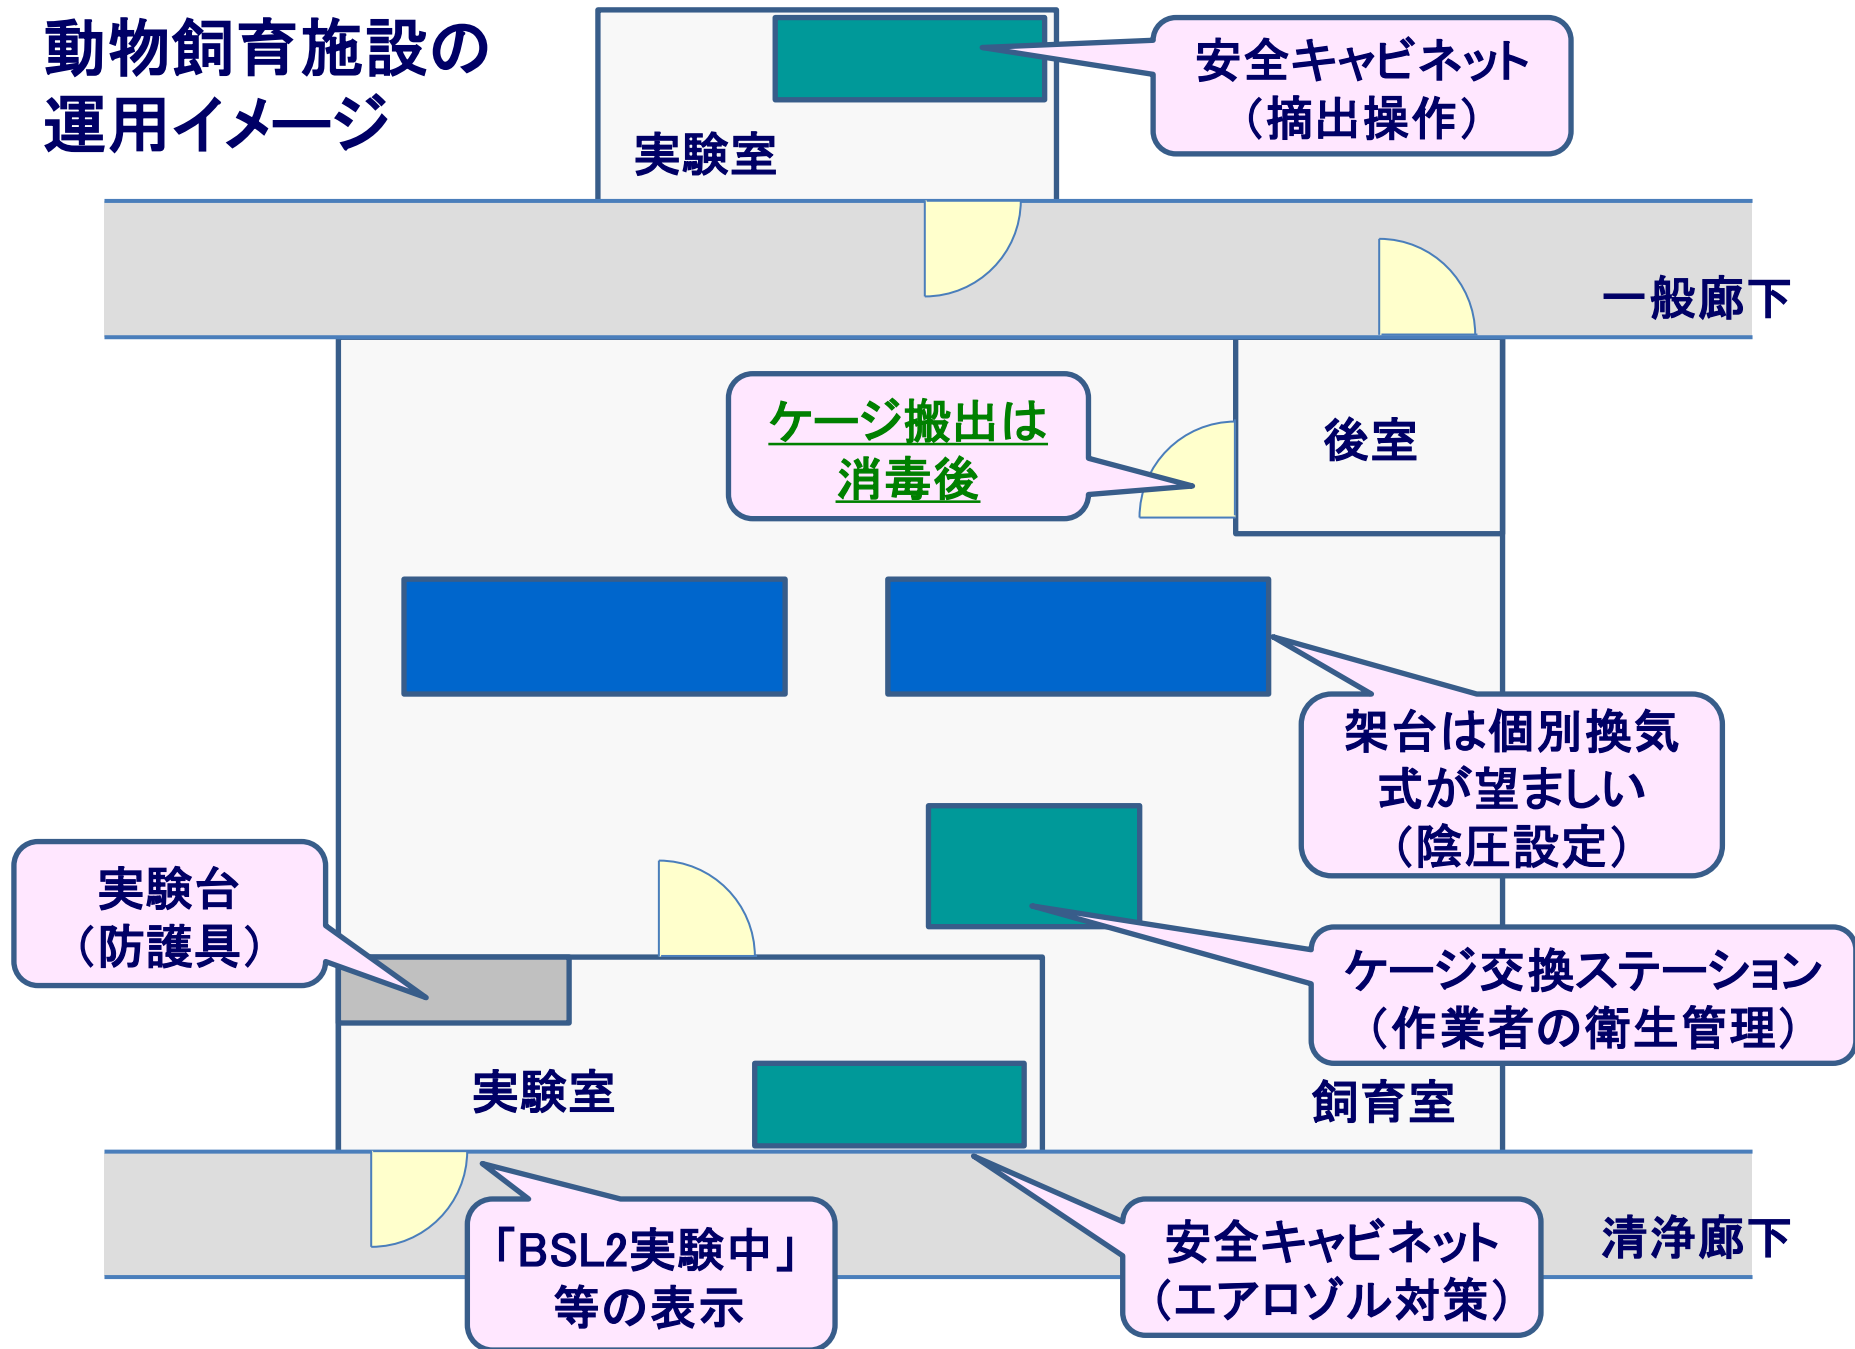 動物飼育施設の
運用イメージ
安全キャビネット
（摘出操作）
実験室
一般廊下
ケージ搬出は
消毒後
後室
架台は個別換気
式が望ましい
（陰圧設定）
実験台
（防護具）
ケージ交換ステーション
（作業者の衛生管理）
実験室
飼育室
「BSL2実験中」
等の表示
安全キャビネット
（エアロゾル対策）
清浄廊下